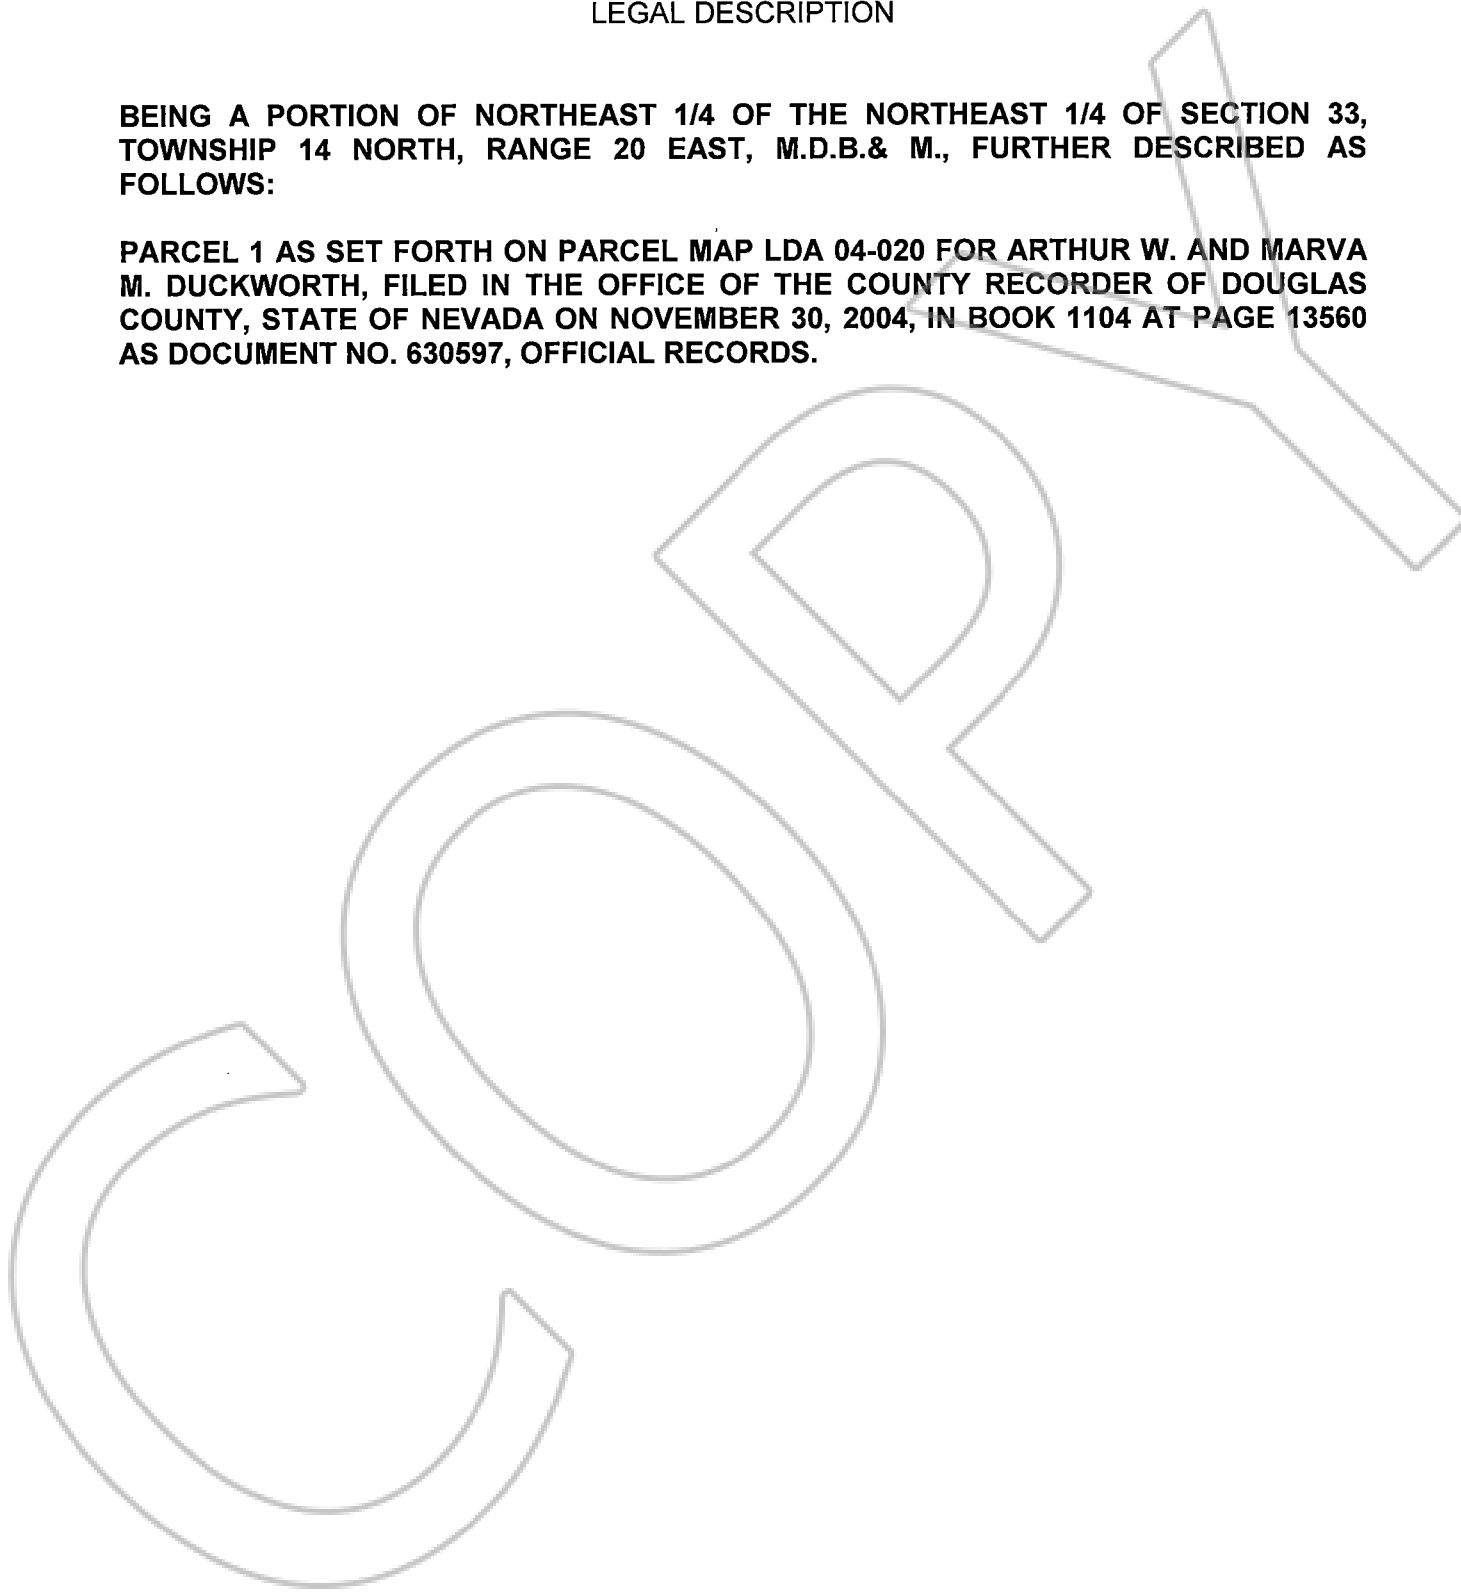 LEGAL DESCRIPTION
BEING A PORTION OF NORTHEAST 1/4 OF THE NORTHEAST 1/4 OF SECTION 33,
TOWNSHIP 14 NORTH, RANGE 20 EAST, M.D.B.& M., FURTHER DESCRIBED AS
FOLLOWS:
PARCEL 1 AS SET FORTH ON PARCEL MAP LDA 04-020 FOR ARTHUR W. AND MARVA
M. DUCKWORTH, FILED IN THE OFFICE OF THE COUNTY RECORDER OF DOUGLAS
COUNTY, STATE OF NEVADA ON NOVEMBER 30, 2004, IN BOOK 1104 AT PAGE 13560
AS DOCUMENT NO. 630597, OFFICIAL RECORDS.
COPY